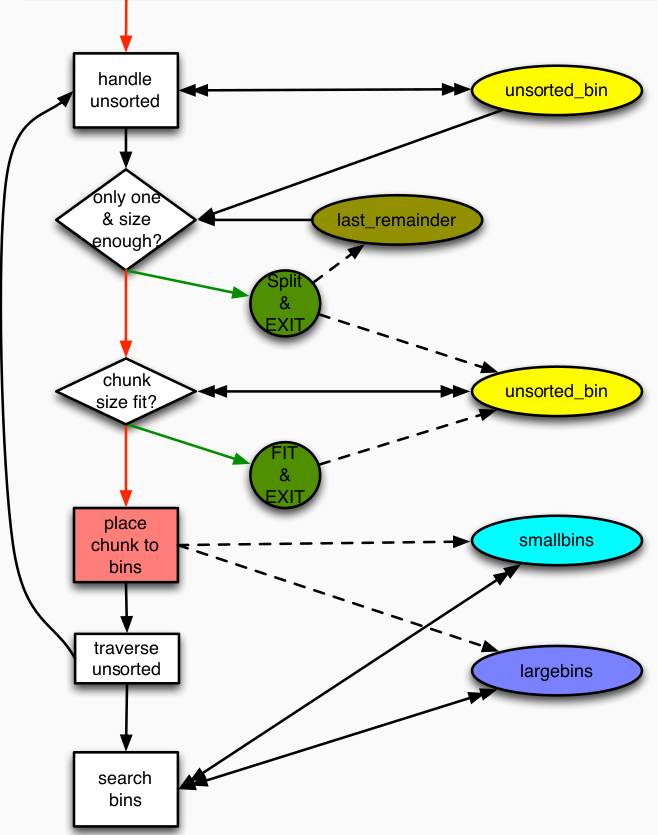 handle
unsorted
unsorted_bin
only one
& size
enough?
last_remainder
Split
&
EXIT
chunk
size fit?
unsorted_bin
FIT
&
EXIT
place
chunk to
bins
smallbins
traverse
unsorted
largebins
search
bins